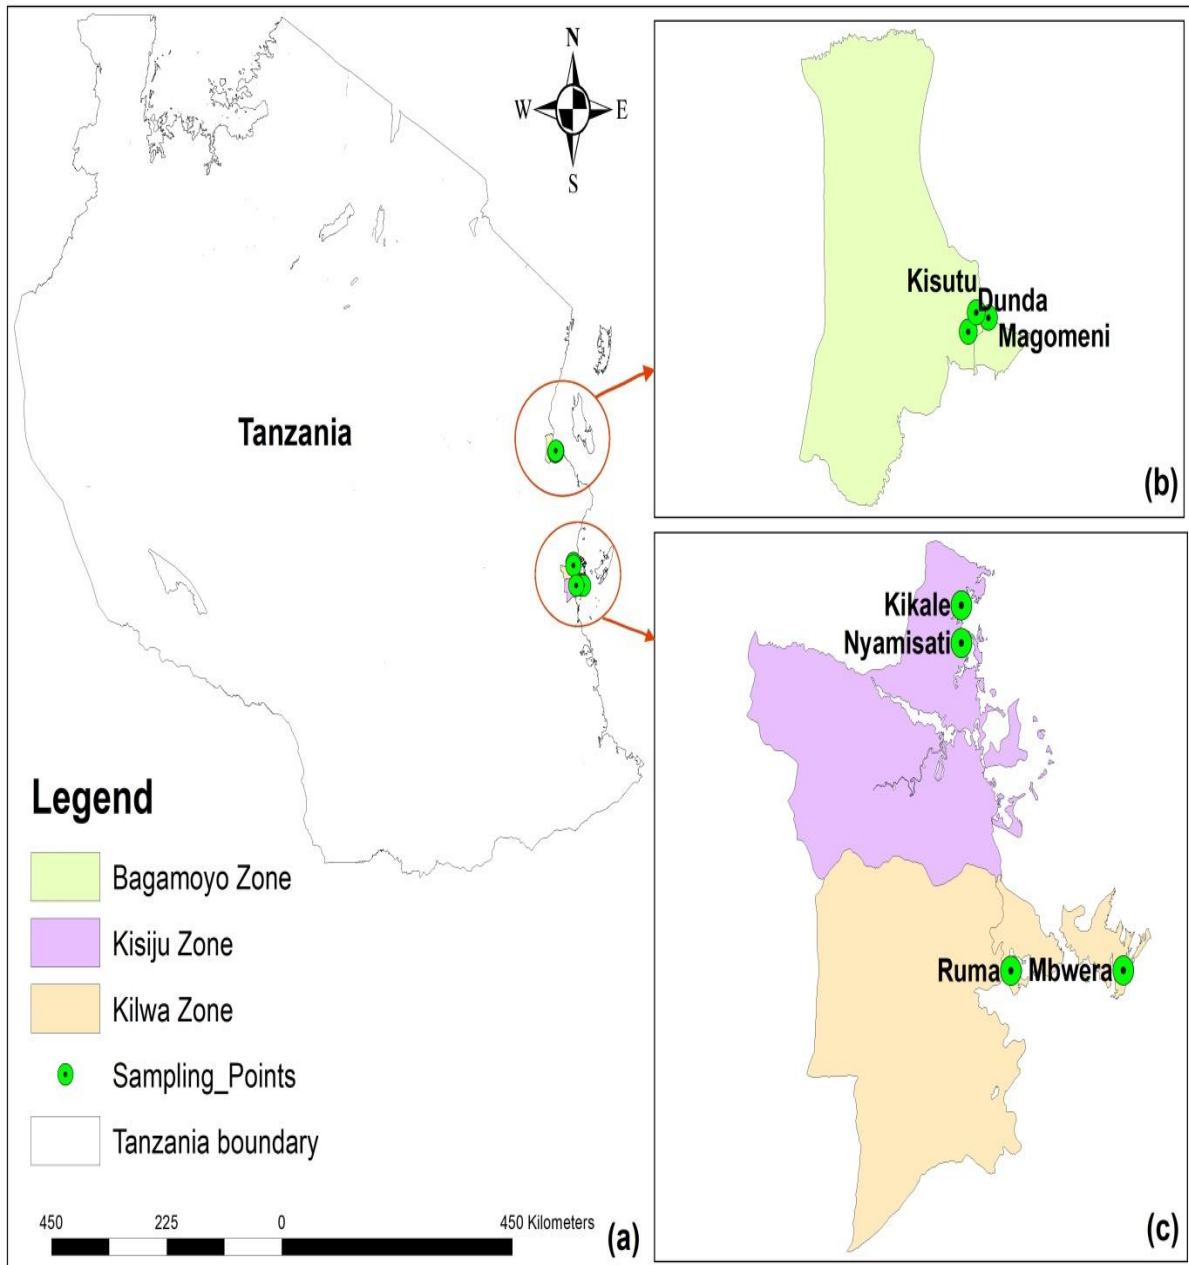 N
W E
S
Tanzania
Kisutu
Dunda
Magomeni
(b)
Kikale
Nyamisati
Ruma Mbwera
(c)
Legend
Bagamoyo Zone
Kisiju Zone
Kilwa Zone
Sampling_Points
Tanzania boundary
450 225 0 450 Kilometers
(a)